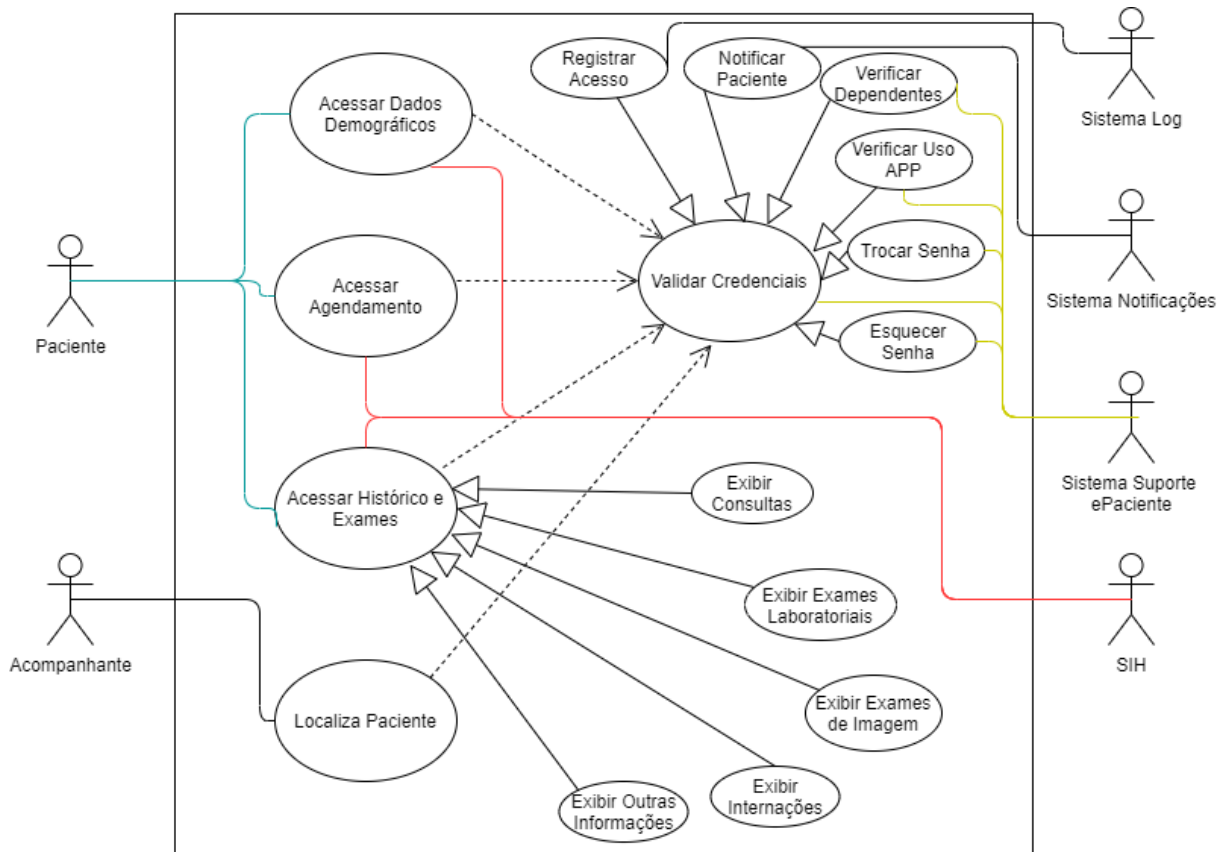 Registrar
Acesso
Notificar
Paciente
Verificar
Dependentes
Sistema Log
Acessar Dados
Demográficos
Verificar Uso
APP
Trocar Senha
Sistema Notificações
Paciente
Acessar
Agendamento
Validar Credenciais
Esquecer
Senha
Sistema Suporte
ePaciente
Acessar Histórico e
Exames
Exibir
Consultas
Exibir Exames
Laboratoriais
SIH
Acompanhante
Localiza Paciente
Exibir Exames
de Imagem
Exibir
Internações
Exibir Outras
Informações